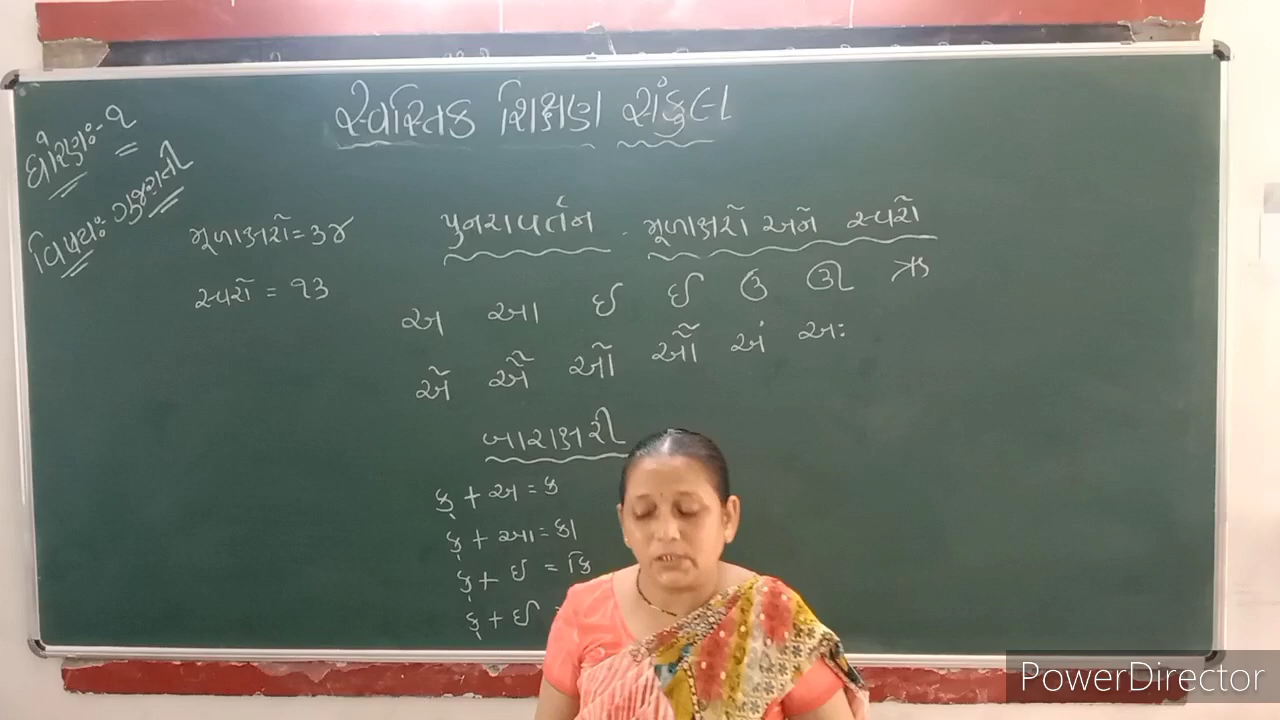 સ્વસ્તિક શિક્ષણ સંકુલ
ધોરણઃ- ૧
વિષયઃ ગુજરાતી
મૂળાક્ષરો = ૩૪
સ્વરો = ૧૩
પુનરાવર્તન - મૂળાક્ષરો અને સ્વરો
અ આ ઇ ઈ ઉ ઊ ઋ
એ ઐ ઓ ઔ અં અઃ
બારાક્ષરી
ક્ + અ = ક
ક્ + આ = કા
ક્ + ઇ = કિ
ક્ + ઈ =
PowerDirector